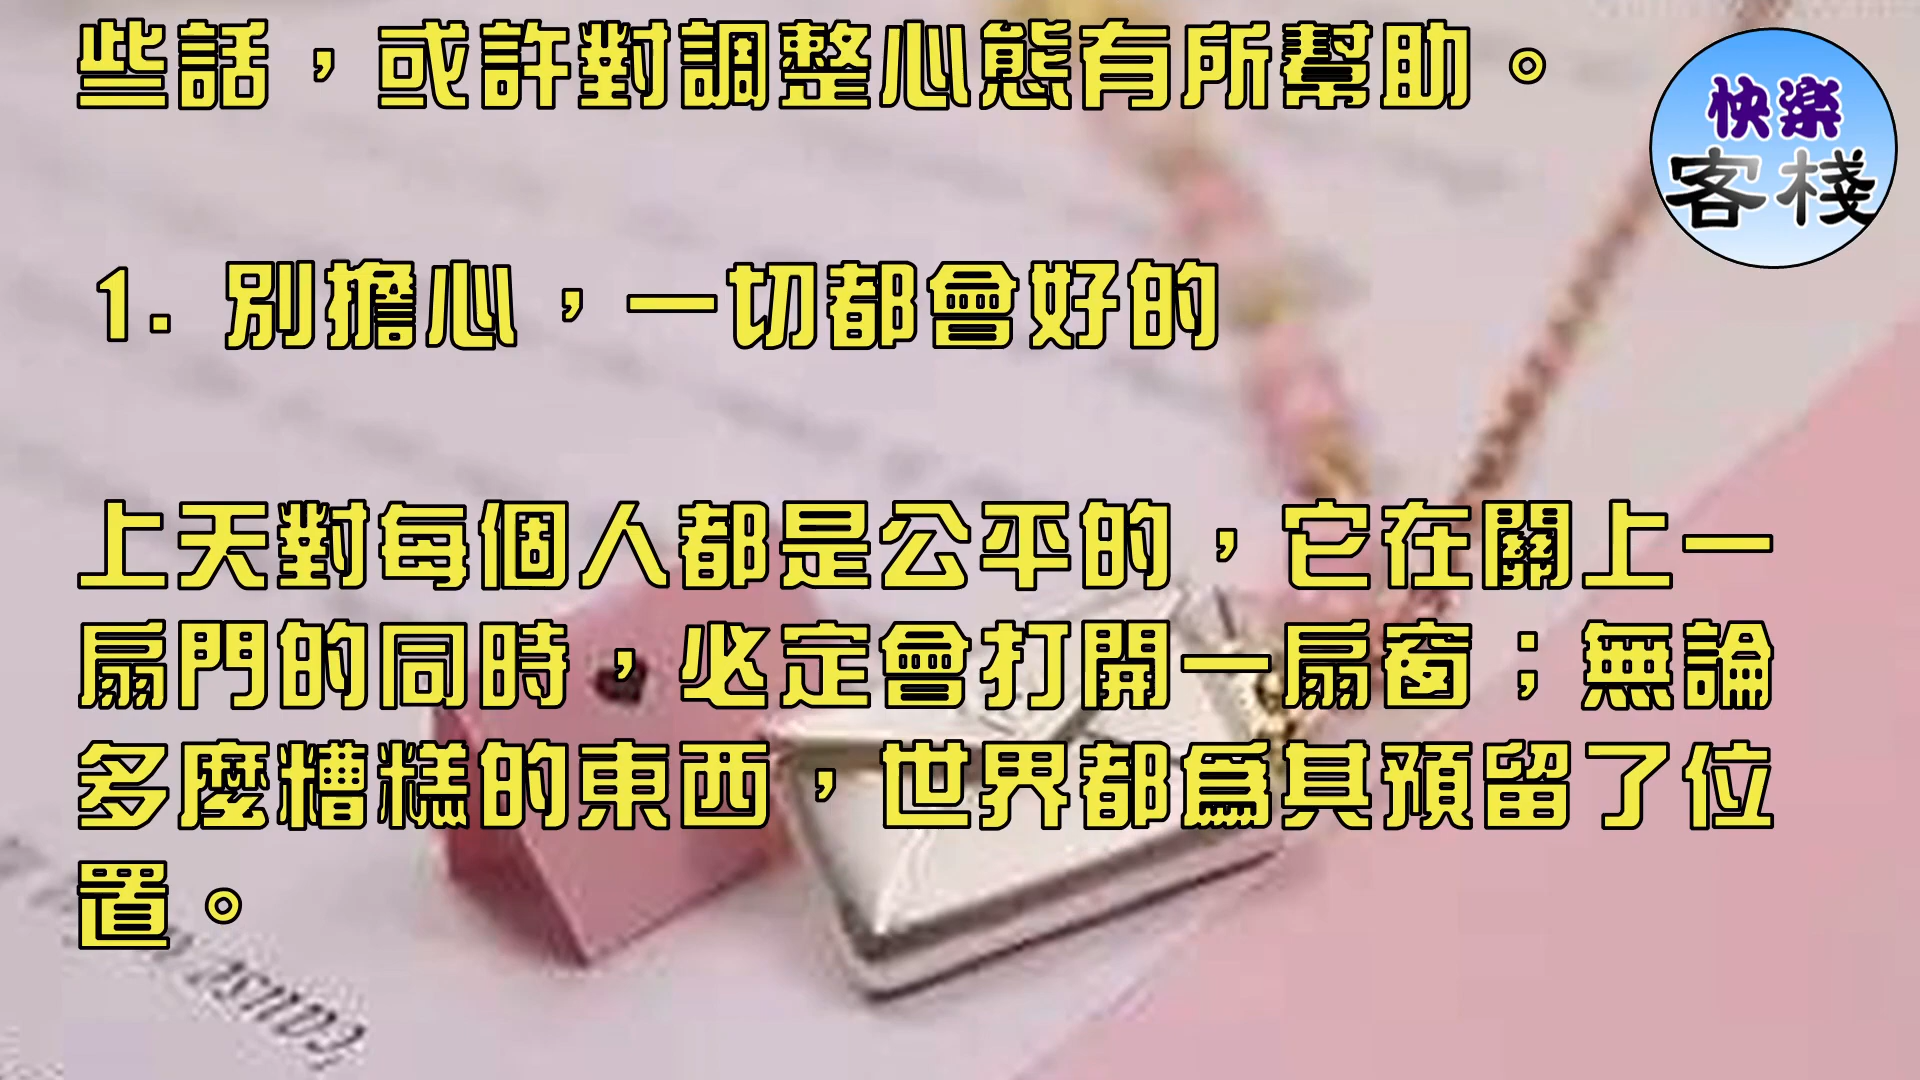 些話，或許對調整心態有所幫助。
快楽
客棧
1. 別擔心，一切都會好的
上天對每個人都是公平的，它在關上一
扇門的同時，必定會打開一扇窗；無論
多麼糟糕的東西，世界都為其預留了位
置。